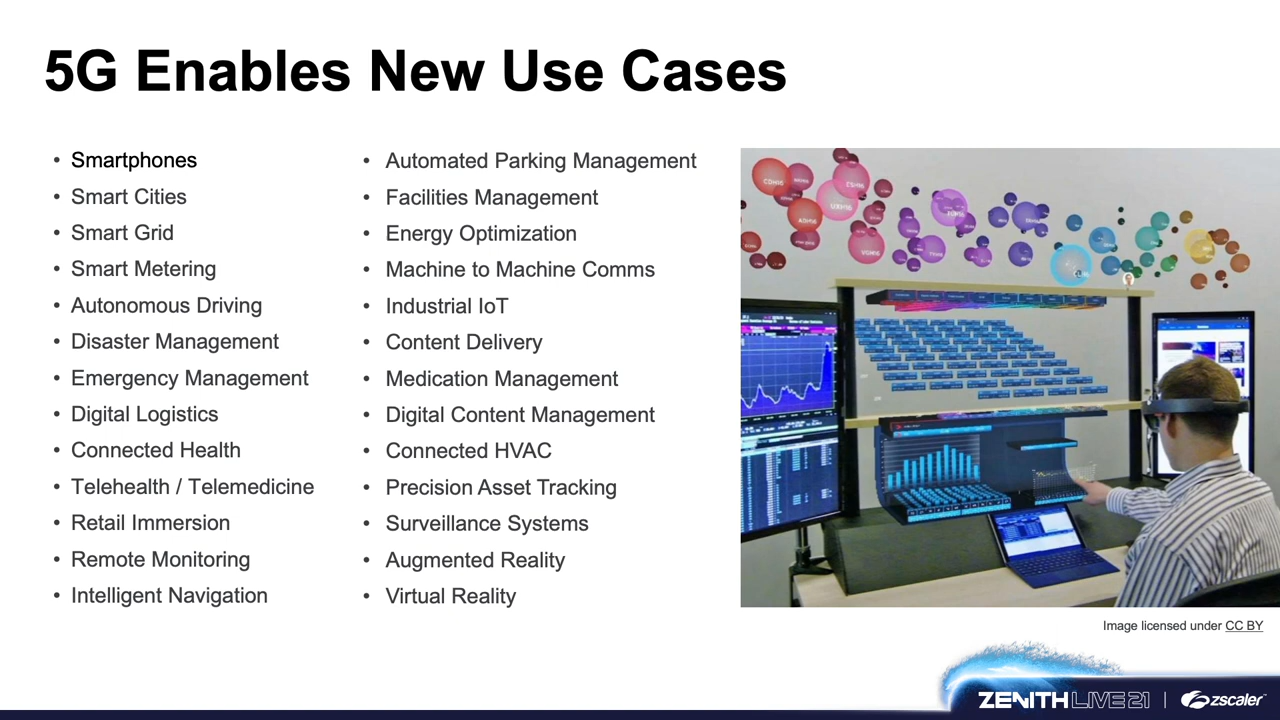 5G Enables New Use Cases
• Smartphones
• Smart Cities
• Smart Grid
• Smart Metering
• Autonomous Driving
• Disaster Management
• Emergency Management
• Digital Logistics
• Connected Health
• Telehealth / Telemedicine
• Retail Immersion
• Remote Monitoring
• Intelligent Navigation
• Automated Parking Management
• Facilities Management
• Energy Optimization
• Machine to Machine Comms
• Industrial IoT
• Content Delivery
• Medication Management
• Digital Content Management
• Connected HVAC
• Precision Asset Tracking
• Surveillance Systems
• Augmented Reality
• Virtual Reality
Image licensed under CC BY
ZENITH LIVE21 | zscaler